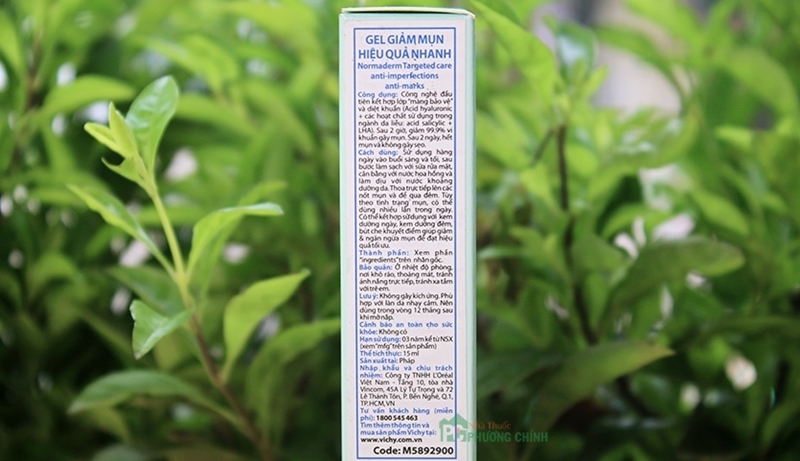 GEL GIẢM MỤN
HIỆU QUẢ NHANH
Normaderm Targeted care
anti-imperfections
anti-marks
Công dụng: Công nghệ đầu
tiên kết hợp lớp "màng bảo vệ"
và diệt khuẩn (Acid hyaluronic
+ các hoạt chất sử dụng trong
ngành da liễu: acid salicylic +
LHA). Sau 2 giờ, giảm 99.9% vi
khuẩn gây mụn. Sau 2 ngày, hết
mụn và không gây sẹo.
Cách dùng: Sử dụng hàng
ngày vào buổi sáng và tối, sau
bước làm sạch với sữa rửa mặt,
cân bằng với nước hoa hồng và
làm dịu với nước khoáng
dưỡng da. Thoa trực tiếp lên các
nốt mụn và để qua đêm. Tùy
theo tình trạng mụn, có thể
dùng nhiều lần trong ngày.
Có thể kết hợp sử dụng với kem
dưỡng ngày, kem dưỡng đêm,
bút che khuyết điểm giúp giảm
& ngăn ngừa mụn để đạt hiệu
quả tối ưu.
Thành phần: Xem phần
"ingredients" trên nhãn gốc.
Bảo quản: Ở nhiệt độ phòng,
nơi khô ráo, thoáng mát, tránh
ánh nắng trực tiếp, tránh xa tầm
với trẻ em.
Lưu ý: Không gây kích ứng. Phù
hợp với làn da nhạy cảm. Nên
dùng trong vòng 12 tháng sau
khi mở nắp.
Cảnh báo an toàn cho sức
khỏe: Không có
Hạn sử dụng: 03 năm kể từ NSX
(xem "mfg" trên sản phẩm)
Thể tích thực: 15 ml
Sản xuất tại: Pháp
Nhập khẩu và chịu trách
nhiệm: Công ty TNHH L'Oréal
Việt Nam - Tầng 10, tòa nhà
Vincom, 45A Lý Tự Trọng và 72
Lê Thánh Tôn, P. Bến Nghé, Q.1,
TP.HCM, VN
Tư vấn khách hàng (miễn
phí): 1800 545 463
Tìm thêm thông tin và
mua sản phẩm Vichy tại:
www.vichy.com.vn
Code: M5892900
Nhà Thuốc
PHƯƠNG CHÍNH